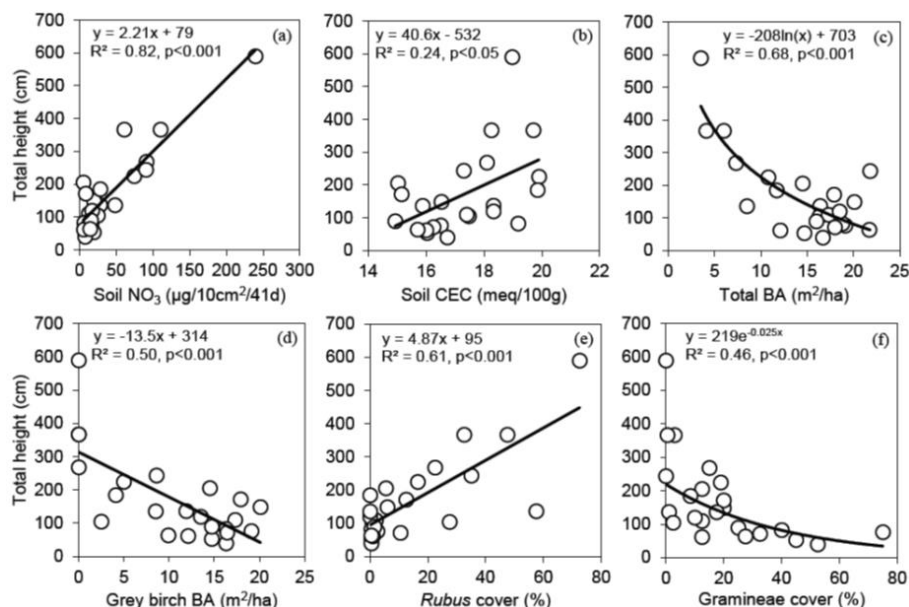 y = 2.21x + 79
R² = 0.82, p<0.001
(a)
Total height (cm)
700
600
500
400
300
200
100
0
0 50 100 150 200 250 300
Soil NO₃ (µg/10cm²/41d)
y = 40.6x - 532
R² = 0.24, p<0.05
(b)
14 16 18 20 22
Soil CEC (meq/100g)
y = -208ln(x) + 703
R² = 0.68, p<0.001
(c)
0 5 10 15 20 25
Total BA (m²/ha)
y = -13.5x + 314
R² = 0.50, p<0.001
(d)
Total height (cm)
700
600
500
400
300
200
100
0
0 5 10 15 20 25
Grey birch BA (m²/ha)
y = 4.87x + 95
R² = 0.61, p<0.001
(e)
0 20 40 60 80
Rubus cover (%)
y = 219e⁻⁰·⁰²⁵ˣ
R² = 0.46, p<0.001
(f)
0 20 40 60 80
Gramineae cover (%)